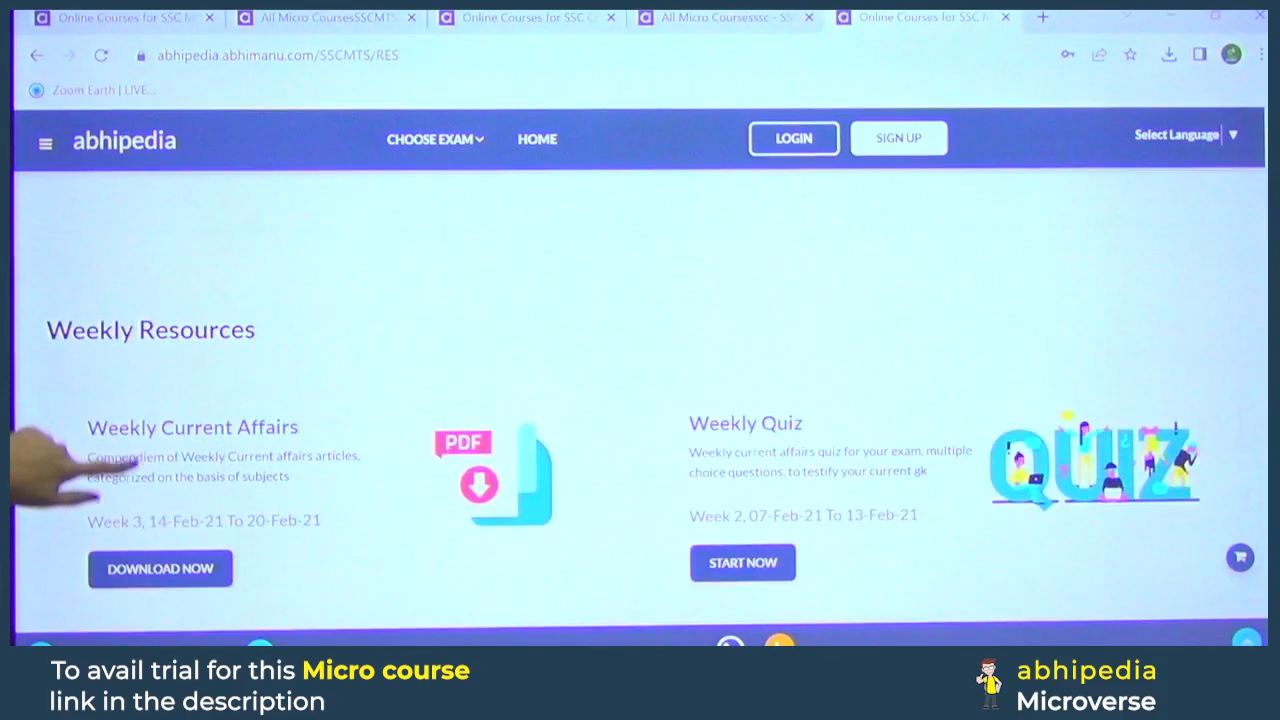 Online Courses for SSC M
All Micro CoursesSSCMTS
Online Courses for SSC C
All Micro Coursesssc - SS
Online Courses for SSC M
abhipedia.abhimanu.com/SSCMTS/RES
Zoom Earth | LIVE...
abhipedia
CHOOSE EXAM
HOME
LOGIN
SIGN UP
Select Language
Weekly Resources
Weekly Current Affairs
Compendiem of Weekly Current affairs articles,
categorized on the basis of subjects
Week 3, 14-Feb-21 To 20-Feb-21
DOWNLOAD NOW
PDF
Weekly Quiz
Weekly current affairs quiz for your exam, multiple
choice questions, to testify your current gk
Week 2, 07-Feb-21 To 13-Feb-21
START NOW
QUIZ
To avail trial for this Micro course
link in the description
abhipedia
Microverse